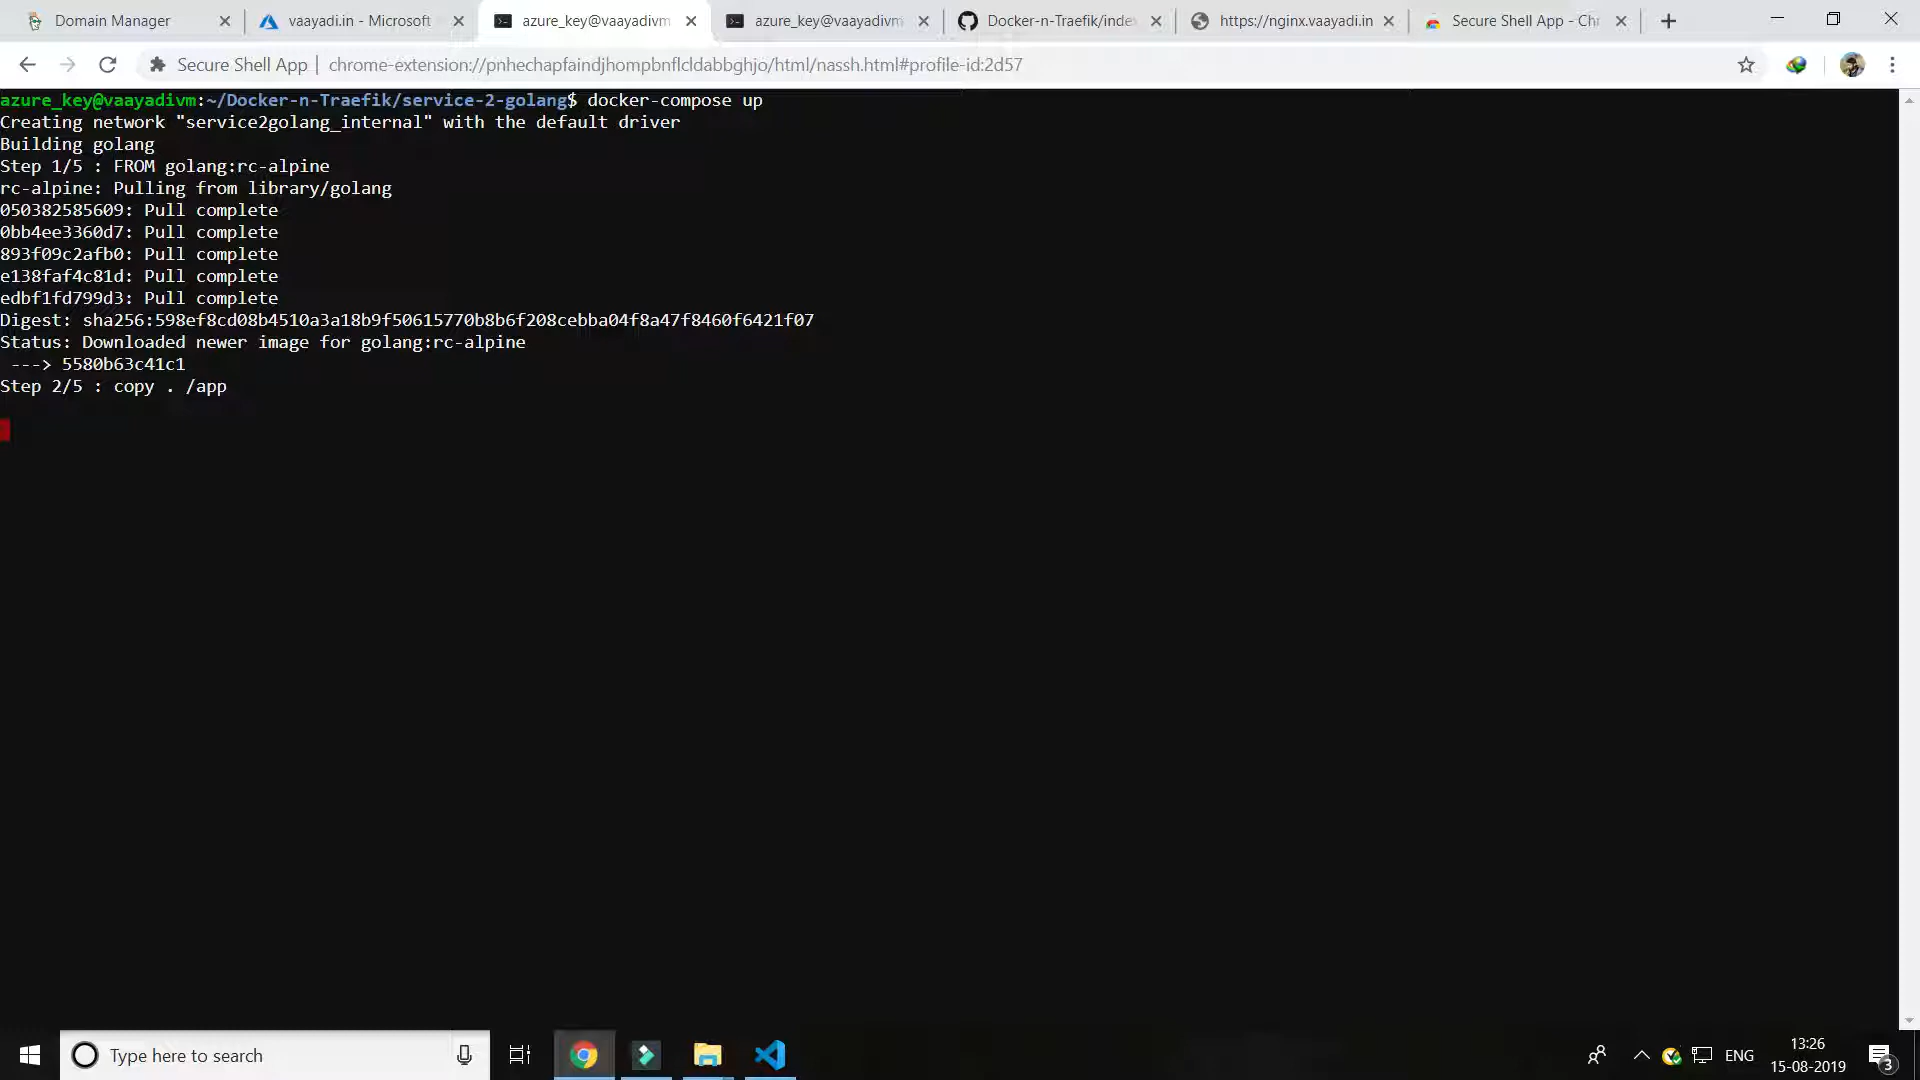 Domain Manager
vaayadi.in - Microsoft
azure_key@vaayadivm
azure_key@vaayadivm
Docker-n-Traefik/inde
https://nginx.vaayadi.in
Secure Shell App - Chr
Secure Shell App | chrome-extension://pnhechapfaindjhompbnflcldabbghjo/html/nassh.html#profile-id:2d57
azure_key@vaayadivm:~/Docker-n-Traefik/service-2-golang$ docker-compose up
Creating network "service2golang_internal" with the default driver
Building golang
Step 1/5 : FROM golang:rc-alpine
rc-alpine: Pulling from library/golang
050382585609: Pull complete
0bb4ee3360d7: Pull complete
893f09c2afb0: Pull complete
e138faf4c81d: Pull complete
edbf1fd799d3: Pull complete
Digest: sha256:598ef8cd08b4510a3a18b9f50615770b8b6f208cebba04f8a47f8460f6421f07
Status: Downloaded newer image for golang:rc-alpine
---> 5580b63c41c1
Step 2/5 : copy . /app
Type here to search
ENG
13:26
15-08-2019
3